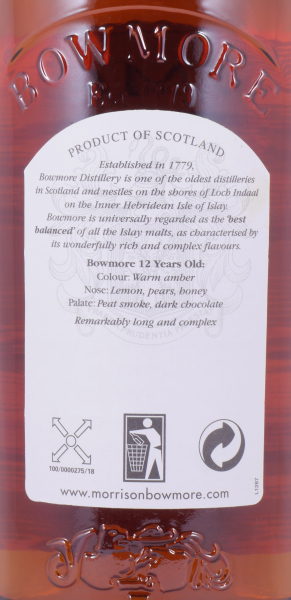 BOWMORE
PRODUCT OF SCOTLAND
Established in 1779,
Bowmore Distillery is one of the oldest distilleries
in Scotland and nestles on the shores of Loch Indaal
on the Inner Hebridean Isle of Islay.
Bowmore is universally regarded as the 'best
balanced' of all the Islay malts, as characterised by
its wonderfully rich and complex flavours.
Bowmore 12 Years Old:
Colour: Warm amber
Nose: Lemon, pears, honey
Palate: Peat smoke, dark chocolate
Remarkably long and complex
100/0000275/18
www.morrisonbowmore.com